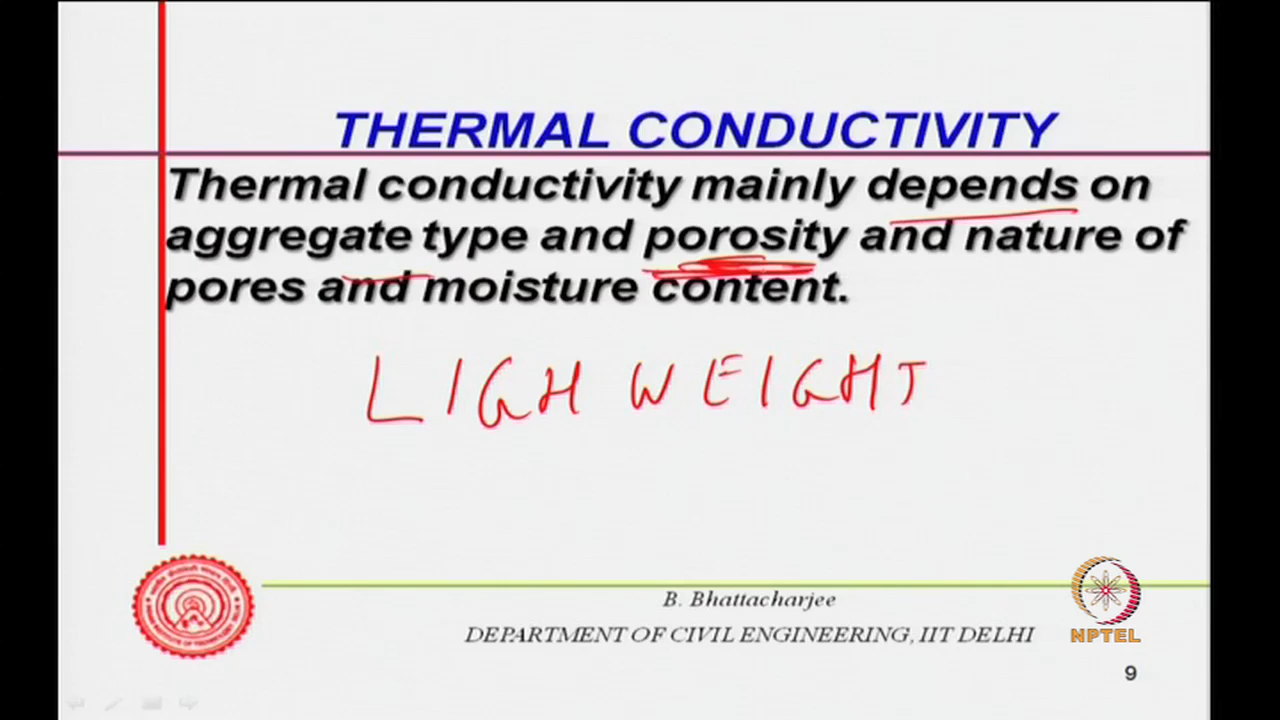 THERMAL CONDUCTIVITY
Thermal conductivity mainly depends on
aggregate type and porosity and nature of
pores and moisture content.
LIGH WEIGHT
B. Bhattacharjee
DEPARTMENT OF CIVIL ENGINEERING, IIT DELHI
NPTEL
9